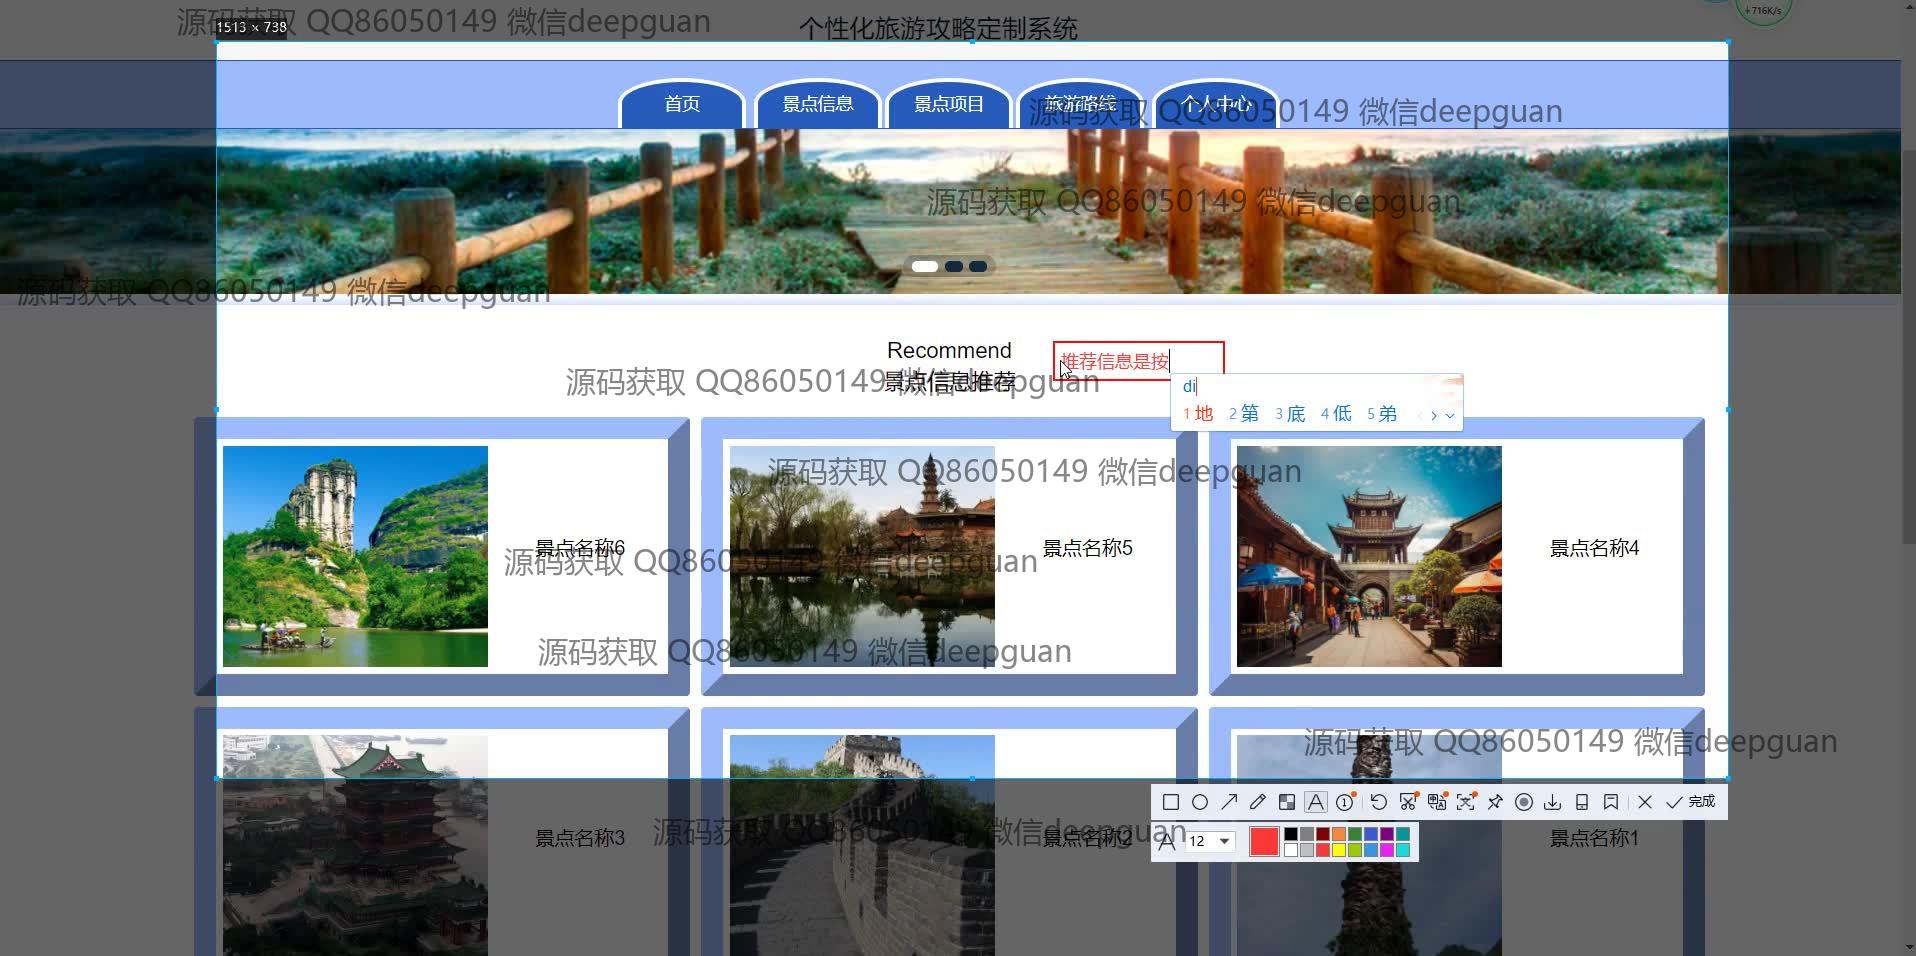 源码获取 QQ86050149 微信deepguan
个性化旅游攻略定制系统
↓716K/s
1513 × 738
首页
景点信息
景点项目
旅游路线
个人中心
源码获取 QQ86050149 微信deepguan
源码获取 QQ86050149 微信deepguan
源码获取 QQ86050149 微信deepguan
Recommend
推荐信息是按
景点信息推荐
源码获取 QQ86050149 微信deepguan
di
1 地 2 第 3 底 4 低 5 弟
源码获取 QQ86050149 微信deepguan
景点名称6
景点名称5
景点名称4
源码获取 QQ86050149 微信deepguan
源码获取 QQ86050149 微信deepguan
源码获取 QQ86050149 微信deepguan
完成
景点名称3
景点名称2
景点名称1
源码获取 QQ86050149 微信deepguan
12